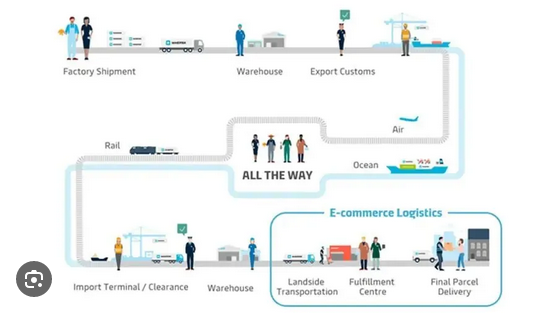 Factory Shipment
Warehouse
Export Customs
Air
Rail
Ocean
ALL THE WAY
E-commerce Logistics
Import Terminal / Clearance
Warehouse
Landside
Transportation
Fulfillment
Centre
Final Parcel
Delivery